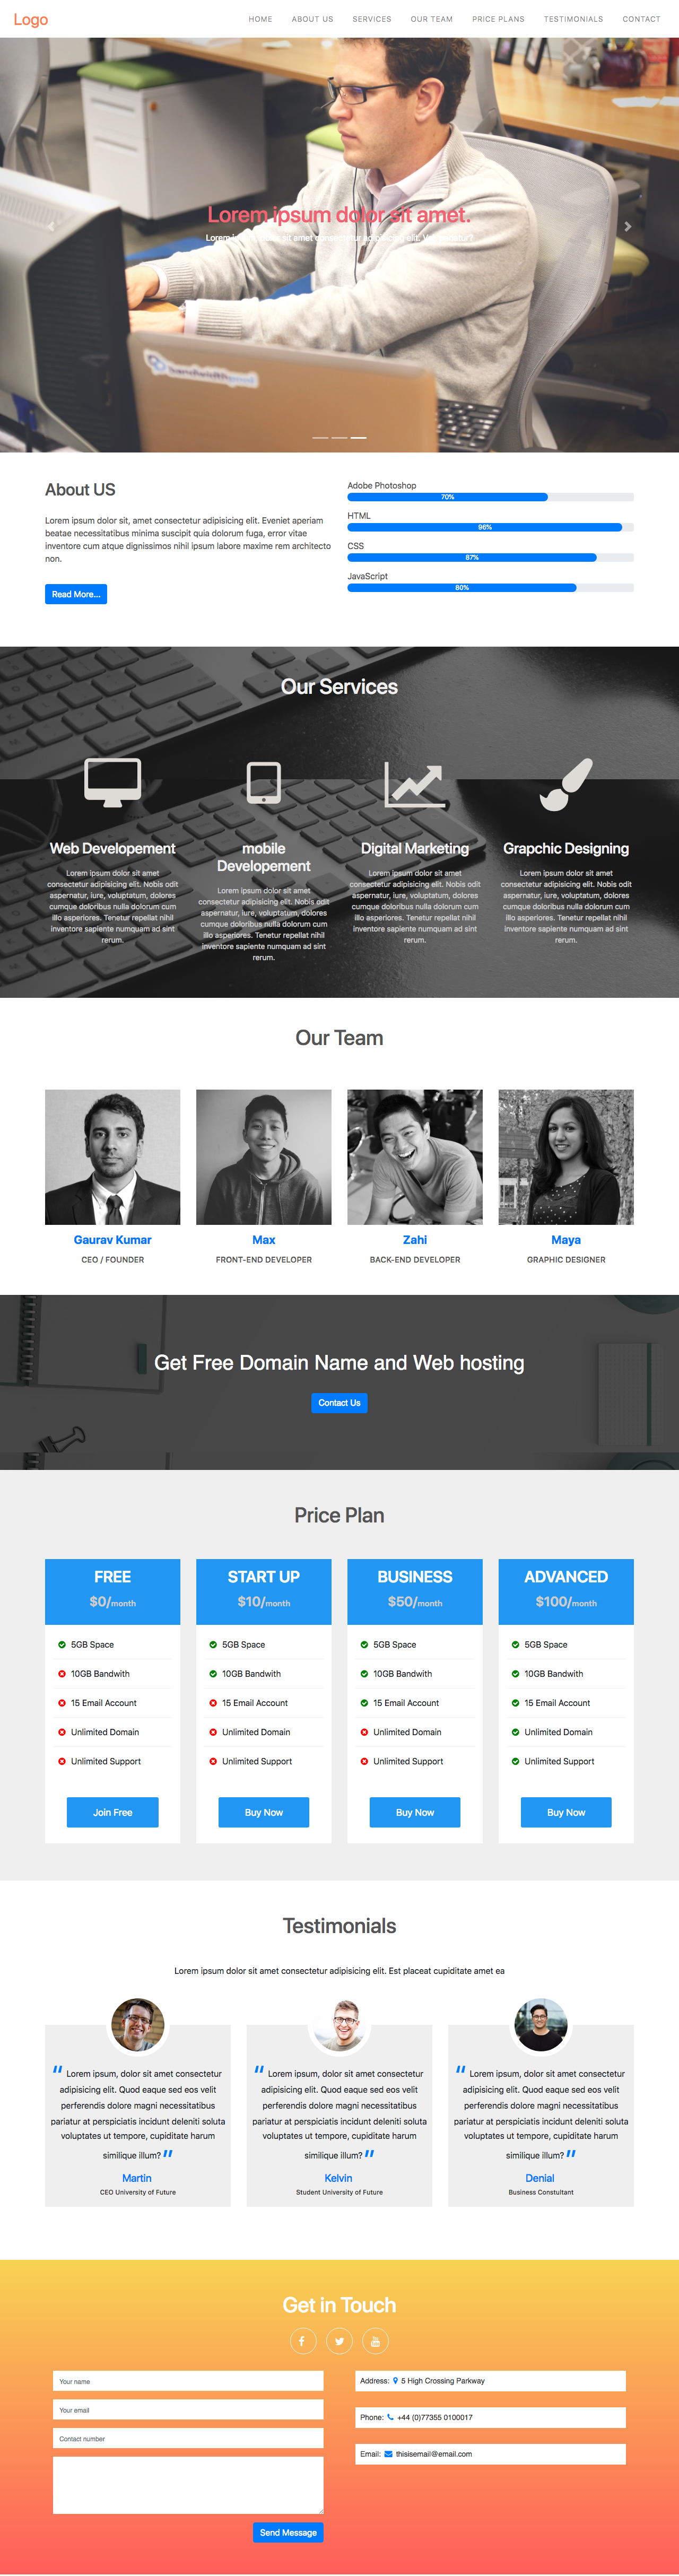 Logo
HOME ABOUT US SERVICES OUR TEAM PRICE PLANS TESTIMONIALS CONTACT
Lorem ipsum dolor sit amet.
Lorem sit amet consectetur adipisicing elit.
About US
Lorem ipsum dolor sit, amet consectetur adipisicing elit. Eveniet aperiam
beatae necessitatibus minima suscipit quia dolorum fuga, error vitae
inventore cum atque dignissimos nihil ipsum labore maxime rem architecto
non.
Read More...
Adobe Photoshop
70%
HTML
96%
CSS
87%
JavaScript
80%
Our Services
Web Developement
Lorem ipsum dolor sit amet
consectetur adipisicing elit. Nobis odit
aspernatur, iure, voluptatum, dolores
cumque doloribus nulla dolorum cum
illo asperiores. Tenetur repellat nihil
inventore sapiente numquam ad sint
rerum.
mobile
Developement
Lorem ipsum dolor sit amet
consectetur adipisicing elit. Nobis odit
aspernatur, iure, voluptatum, dolores
cumque doloribus nulla dolorum cum
illo asperiores. Tenetur repellat nihil
inventore sapiente numquam ad sint
rerum.
Digital Marketing
Lorem ipsum dolor sit amet
consectetur adipisicing elit. Nobis odit
aspernatur, iure, voluptatum, dolores
cumque doloribus nulla dolorum cum
illo asperiores. Tenetur repellat nihil
inventore sapiente numquam ad sint
rerum.
Grapchic Designing
Lorem ipsum dolor sit amet
consectetur adipisicing elit. Nobis odit
aspernatur, iure, voluptatum, dolores
cumque doloribus nulla dolorum cum
illo asperiores. Tenetur repellat nihil
inventore sapiente numquam ad sint
rerum.
Our Team
Gaurav Kumar
CEO / FOUNDER
Max
FRONT-END DEVELOPER
Zahi
BACK-END DEVELOPER
Maya
GRAPHIC DESIGNER
Get Free Domain Name and Web hosting
Contact Us
Price Plan
FREE
$0/month
5GB Space
10GB Bandwith
15 Email Account
Unlimited Domain
Unlimited Support
Join Free
START UP
$10/month
5GB Space
10GB Bandwith
15 Email Account
Unlimited Domain
Unlimited Support
Buy Now
BUSINESS
$50/month
5GB Space
10GB Bandwith
15 Email Account
Unlimited Domain
Unlimited Support
Buy Now
ADVANCED
$100/month
5GB Space
10GB Bandwith
15 Email Account
Unlimited Domain
Unlimited Support
Buy Now
Testimonials
Lorem ipsum dolor sit amet consectetur adipisicing elit. Est placeat cupiditate amet ea
" Lorem ipsum, dolor sit amet consectetur
adipisicing elit. Quod eaque sed eos velit
perferendis dolore magni necessitatibus
pariatur at perspiciatis incidunt deleniti soluta
voluptates ut tempore, cupiditate harum
similique illum? "
Martin
CEO University of Future
" Lorem ipsum, dolor sit amet consectetur
adipisicing elit. Quod eaque sed eos velit
perferendis dolore magni necessitatibus
pariatur at perspiciatis incidunt deleniti soluta
voluptates ut tempore, cupiditate harum
similique illum? "
Kelvin
Student University of Future
" Lorem ipsum, dolor sit amet consectetur
adipisicing elit. Quod eaque sed eos velit
perferendis dolore magni necessitatibus
pariatur at perspiciatis incidunt deleniti soluta
voluptates ut tempore, cupiditate harum
similique illum? "
Denial
Business Constultant
Get in Touch
Your name
Your email
Contact number
Send Message
Address: 5 High Crossing Parkway
Phone: +44 (0)77355 0100017
Email: thisisemail@email.com